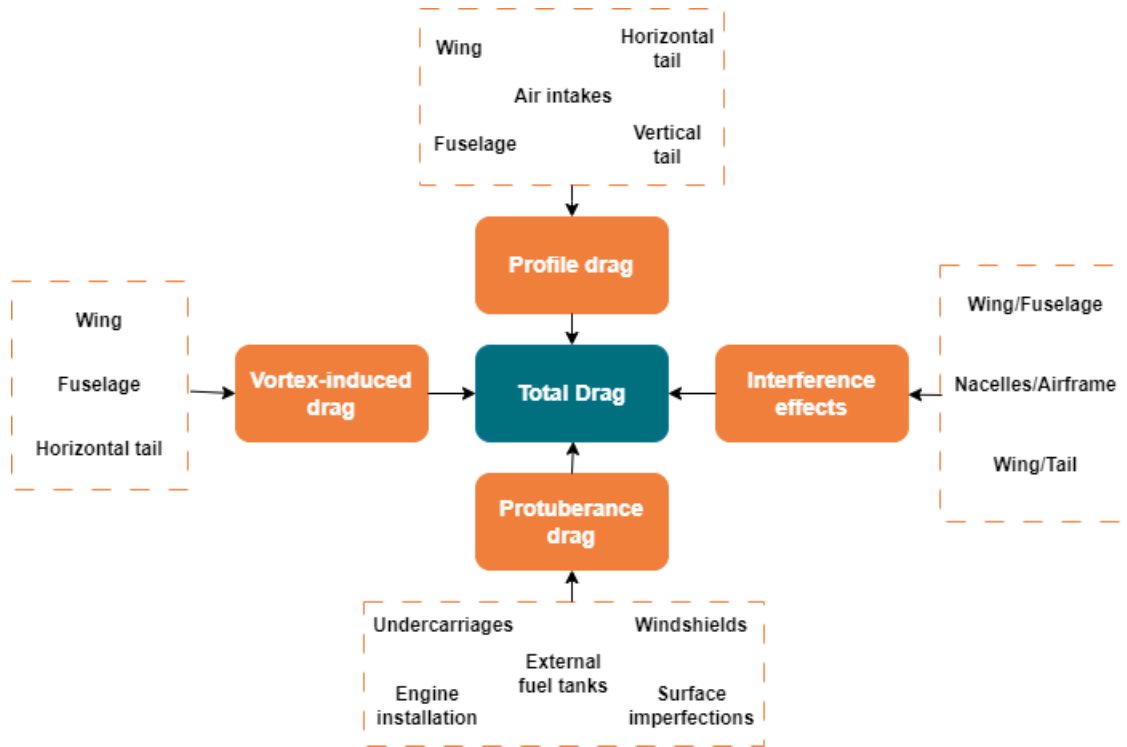 Wing
Horizontal
tail
Air intakes
Fuselage
Vertical
tail
Profile drag
Wing
Fuselage
Horizontal tail
Vortex-induced
drag
Total Drag
Interference
effects
Wing/Fuselage
Nacelles/Airframe
Wing/Tail
Protuberance
drag
Undercarriages
Windshields
External
fuel tanks
Engine
installation
Surface
imperfections